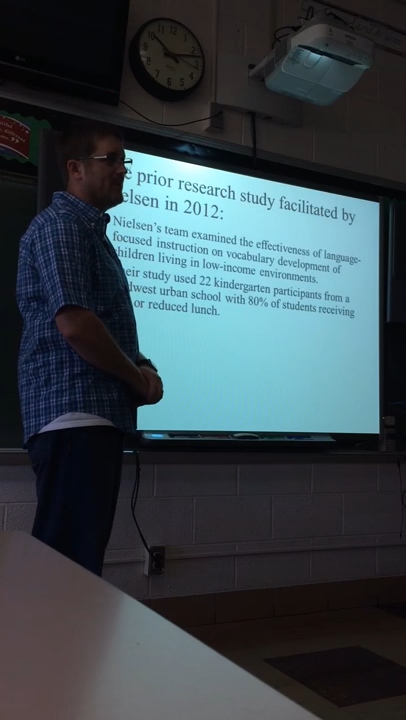 prior research study facilitated by
elsen in 2012:
Nielsen's team examined the effectiveness of language-
focused instruction on vocabulary development of
children living in low-income environments.
eir study used 22 kindergarten participants from a
dwest urban school with 80% of students receiving
or reduced lunch.